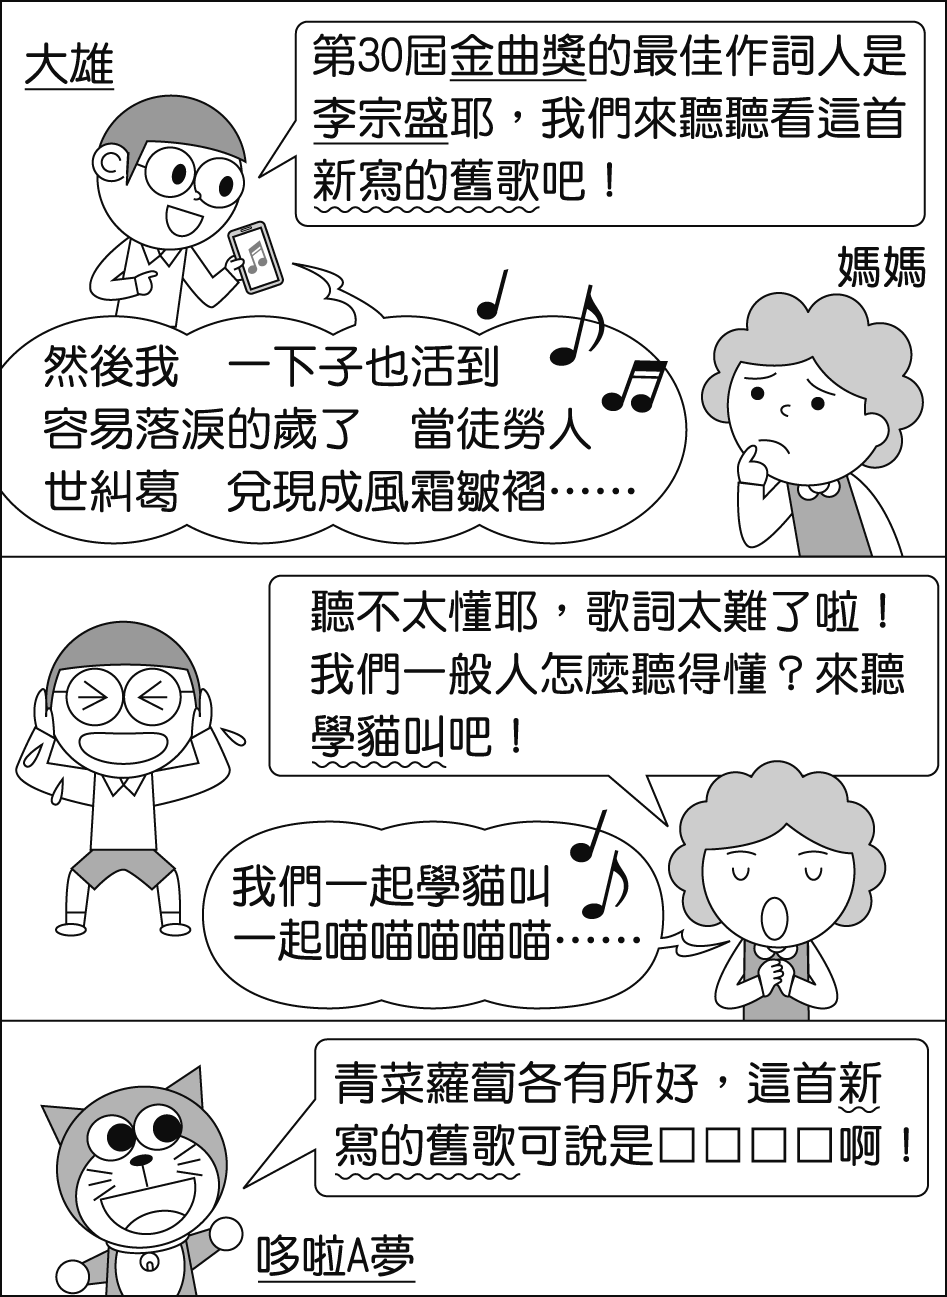 大雄
第30屆金曲獎的最佳作詞人是
李宗盛耶，我們來聽聽看這首
新寫的舊歌吧！
媽媽
然後我　一下子也活到
容易落淚的歲了　當徒勞人
世糾葛　兌現成風霜皺褶……
聽不太懂耶，歌詞太難了啦！
我們一般人怎麼聽得懂？來聽
學貓叫吧！
我們一起學貓叫
一起喵喵喵喵喵……
青菜蘿蔔各有所好，這首新
寫的舊歌可說是□□□□啊！
哆啦A夢